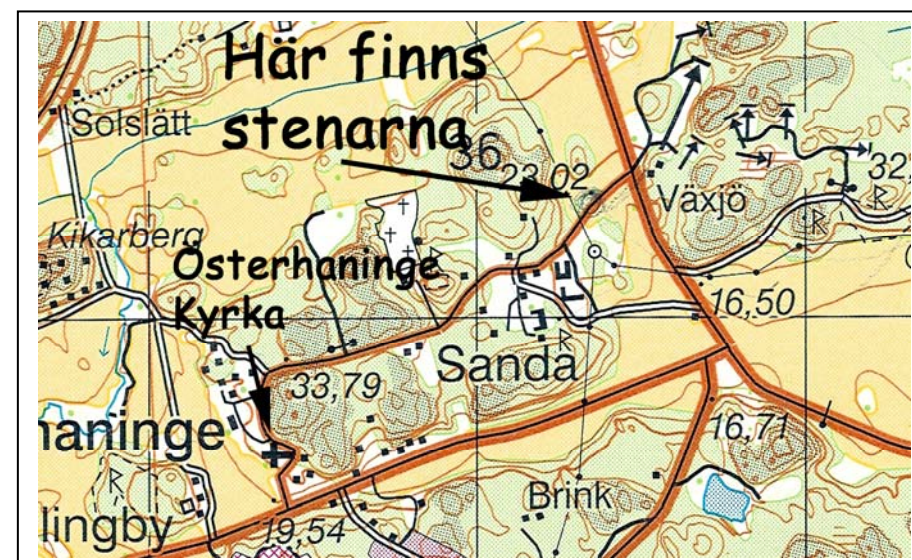 Här finns
stenarna
Solslätt
36
23,02
32,
Växjö
Kikarberg
Österhaninge
Kyrka
16,50
Sanda
33,79
haninge
16,71
Brink
lingby
19,54
R
R
R
R